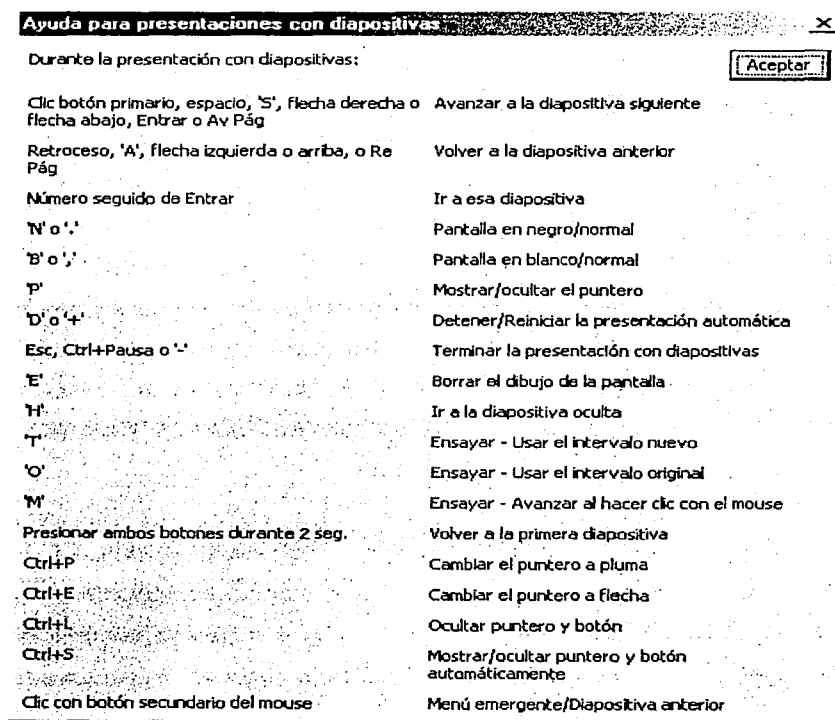 Ayuda para presentaciones con diapositivas
Durante la presentación con diapositivas:
Aceptar
Clic botón primario, espacio, 'S', flecha derecha o Avanzar a la diapositiva siguiente
flecha abajo, Entrar o Av Pág
Retroceso, 'A', flecha izquierda o arriba, o Re Volver a la diapositiva anterior
Pág
Número seguido de Entrar Ir a esa diapositiva
'N' o '.' Pantalla en negro/normal
'B' o ',' Pantalla en blanco/normal
'P' Mostrar/ocultar el puntero
'D' o '+' Detener/Reiniciar la presentación automática
Esc, Ctrl+Pausa o '-' Terminar la presentación con diapositivas
'E' Borrar el dibujo de la pantalla
'H' Ir a la diapositiva oculta
'T' Ensayar - Usar el intervalo nuevo
'O' Ensayar - Usar el intervalo original
'M' Ensayar - Avanzar al hacer clic con el mouse
Presionar ambos botones durante 2 seg. Volver a la primera diapositiva
Ctrl+P Cambiar el puntero a pluma
Ctrl+E Cambiar el puntero a flecha
Ctrl+L Ocultar puntero y botón
Ctrl+S Mostrar/ocultar puntero y botón
automáticamente
Clic con botón secundario del mouse Menú emergente/Diapositiva anterior